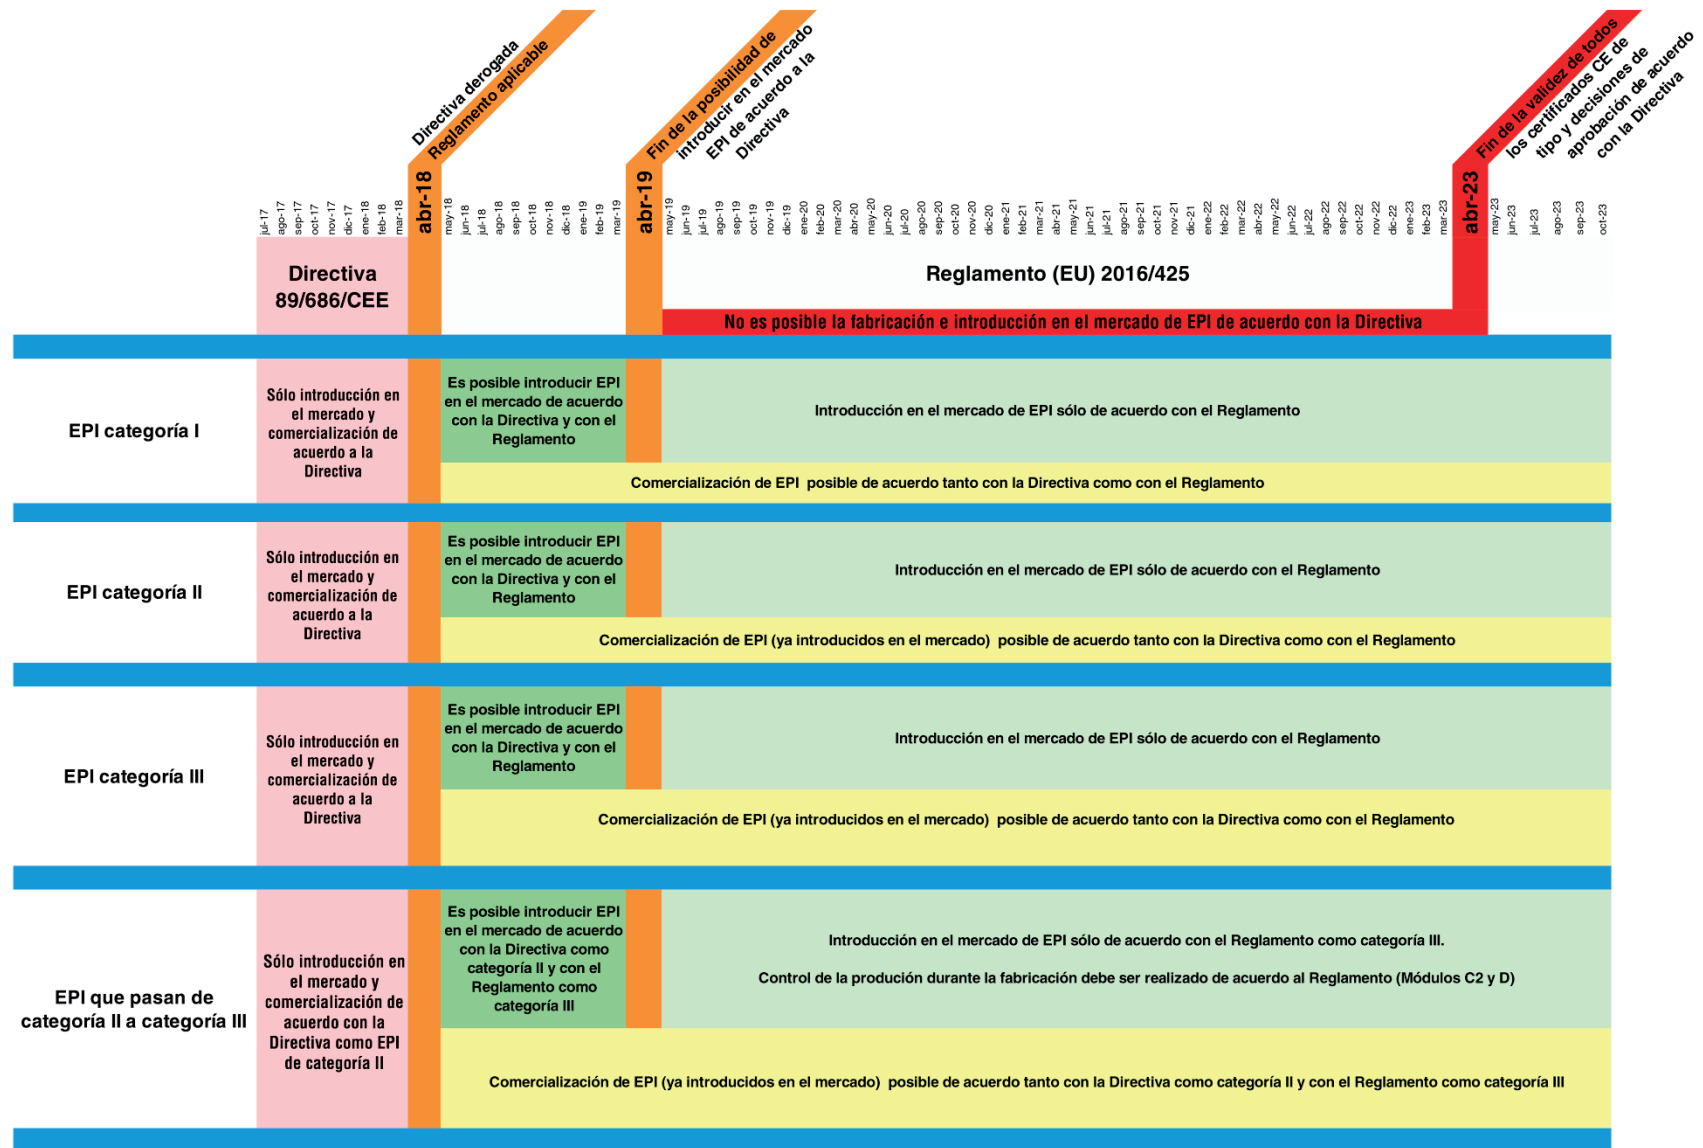 Directiva derogada
Reglamento aplicable
Fin de la posibilidad de
introducir en el mercado
EPI de acuerdo a la
Directiva
Fin de la validez de todos
los certificados CE de
tipo y decisiones de
aprobación de acuerdo
con la Directiva
jul-17
ago-17
sep-17
oct-17
nov-17
dic-17
ene-18
feb-18
mar-18
abr-18
may-18
jun-18
jul-18
ago-18
sep-18
oct-18
nov-18
dic-18
ene-19
feb-19
mar-19
abr-19
may-19
jun-19
jul-19
ago-19
sep-19
oct-19
nov-19
dic-19
ene-20
feb-20
mar-20
abr-20
may-20
jun-20
jul-20
ago-20
sep-20
oct-20
nov-20
dic-20
ene-21
feb-21
mar-21
abr-21
may-21
jun-21
jul-21
ago-21
sep-21
oct-21
nov-21
dic-21
ene-22
feb-22
mar-22
abr-22
may-22
jun-22
jul-22
ago-22
sep-22
oct-22
nov-22
dic-22
ene-23
feb-23
mar-23
abr-23
may-23
jun-23
jul-23
ago-23
sep-23
oct-23
Directiva
89/686/CEE
Reglamento (EU) 2016/425
No es posible la fabricación e introducción en el mercado de EPI de acuerdo con la Directiva
EPI categoría I
Sólo introducción en
el mercado y
comercialización de
acuerdo a la
Directiva
Es posible introducir EPI
en el mercado de acuerdo
con la Directiva y con el
Reglamento
Introducción en el mercado de EPI sólo de acuerdo con el Reglamento
Comercialización de EPI  posible de acuerdo tanto con la Directiva como con el Reglamento
EPI categoría II
Sólo introducción en
el mercado y
comercialización de
acuerdo a la
Directiva
Es posible introducir EPI
en el mercado de acuerdo
con la Directiva y con el
Reglamento
Introducción en el mercado de EPI sólo de acuerdo con el Reglamento
Comercialización de EPI (ya introducidos en el mercado)  posible de acuerdo tanto con la Directiva como con el Reglamento
EPI categoría III
Sólo introducción en
el mercado y
comercialización de
acuerdo a la
Directiva
Es posible introducir EPI
en el mercado de acuerdo
con la Directiva y con el
Reglamento
Introducción en el mercado de EPI sólo de acuerdo con el Reglamento
Comercialización de EPI (ya introducidos en el mercado)  posible de acuerdo tanto con la Directiva como con el Reglamento
EPI que pasan de
categoría II a categoría III
Sólo introducción en
el mercado y
comercialización de
acuerdo con la
Directiva como EPI
de categoría II
Es posible introducir EPI
en el mercado de acuerdo
con la Directiva como
categoría II y con el
Reglamento como
categoría III
Introducción en el mercado de EPI sólo de acuerdo con el Reglamento como categoría III.
Control de la produción durante la fabricación debe ser realizado de acuerdo al Reglamento (Módulos C2 y D)
Comercialización de EPI (ya introducidos en el mercado)  posible de acuerdo tanto con la Directiva como categoría II y con el Reglamento como categoría III